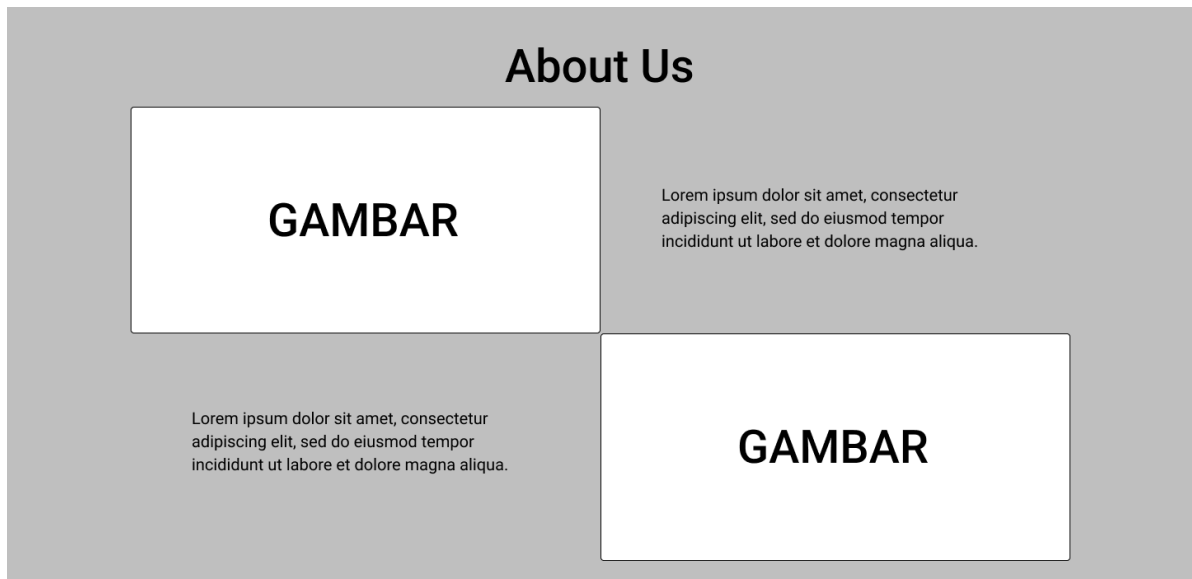 About Us
GAMBAR
Lorem ipsum dolor sit amet, consectetur
adipiscing elit, sed do eiusmod tempor
incididunt ut labore et dolore magna aliqua.
Lorem ipsum dolor sit amet, consectetur
adipiscing elit, sed do eiusmod tempor
incididunt ut labore et dolore magna aliqua.
GAMBAR